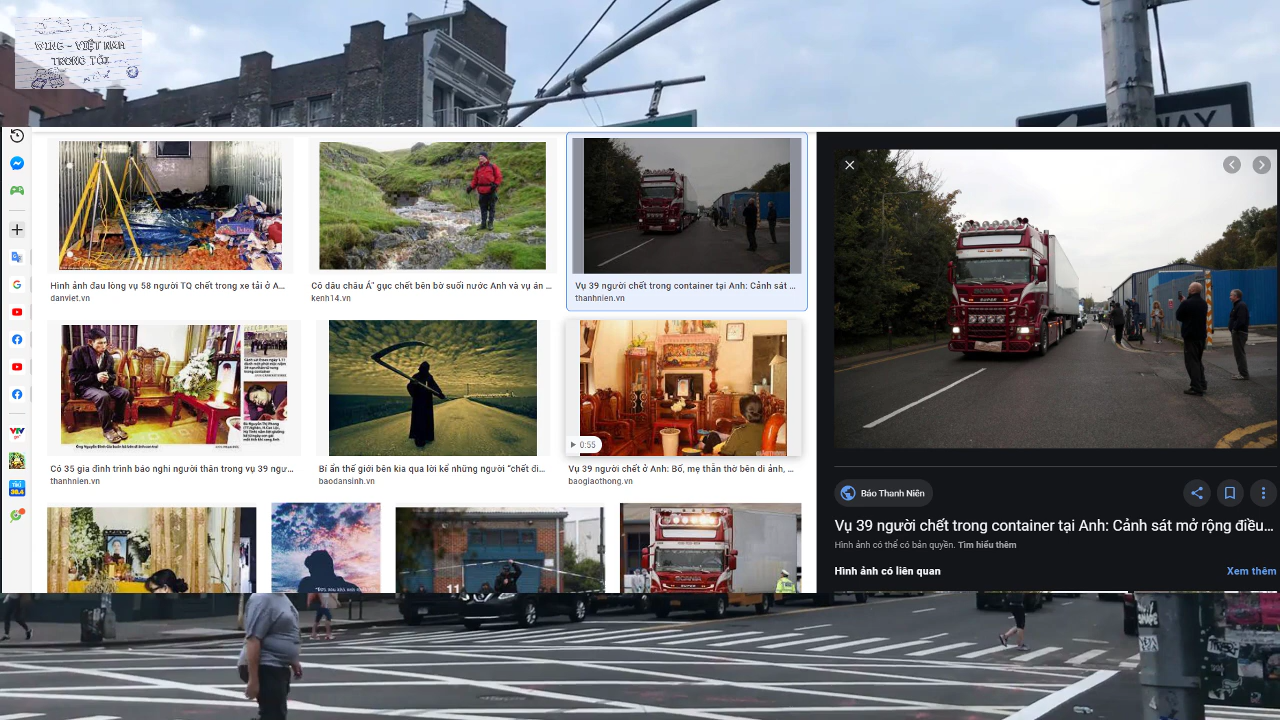 WING - VIỆT NAM
TRONG TÔI
WAY
Hình ảnh đau lòng vụ 58 người TQ chết trong xe tải ở A...
danviet.vn
Cô dâu châu Á" gục chết bên bờ suối nước Anh và vụ án ...
kenh14.vn
Vụ 39 người chết trong container tại Anh: Cảnh sát ...
thanhnien.vn
SCANIA
SUPER
0:55
Có 35 gia đình trình báo nghi người thân trong vụ 39 ngư...
thanhnien.vn
Bí ẩn thế giới bên kia qua lời kể những người "chết đi...
baodansinh.vn
Vụ 39 người chết ở Anh: Bố, mẹ thẫn thờ bên di ảnh, ...
baogiaothong.vn
Báo Thanh Niên
Vụ 39 người chết trong container tại Anh: Cảnh sát mở rộng điều...
Hình ảnh có thể có bản quyền. Tìm hiểu thêm
Hình ảnh có liên quan
Xem thêm
11
SCANIA